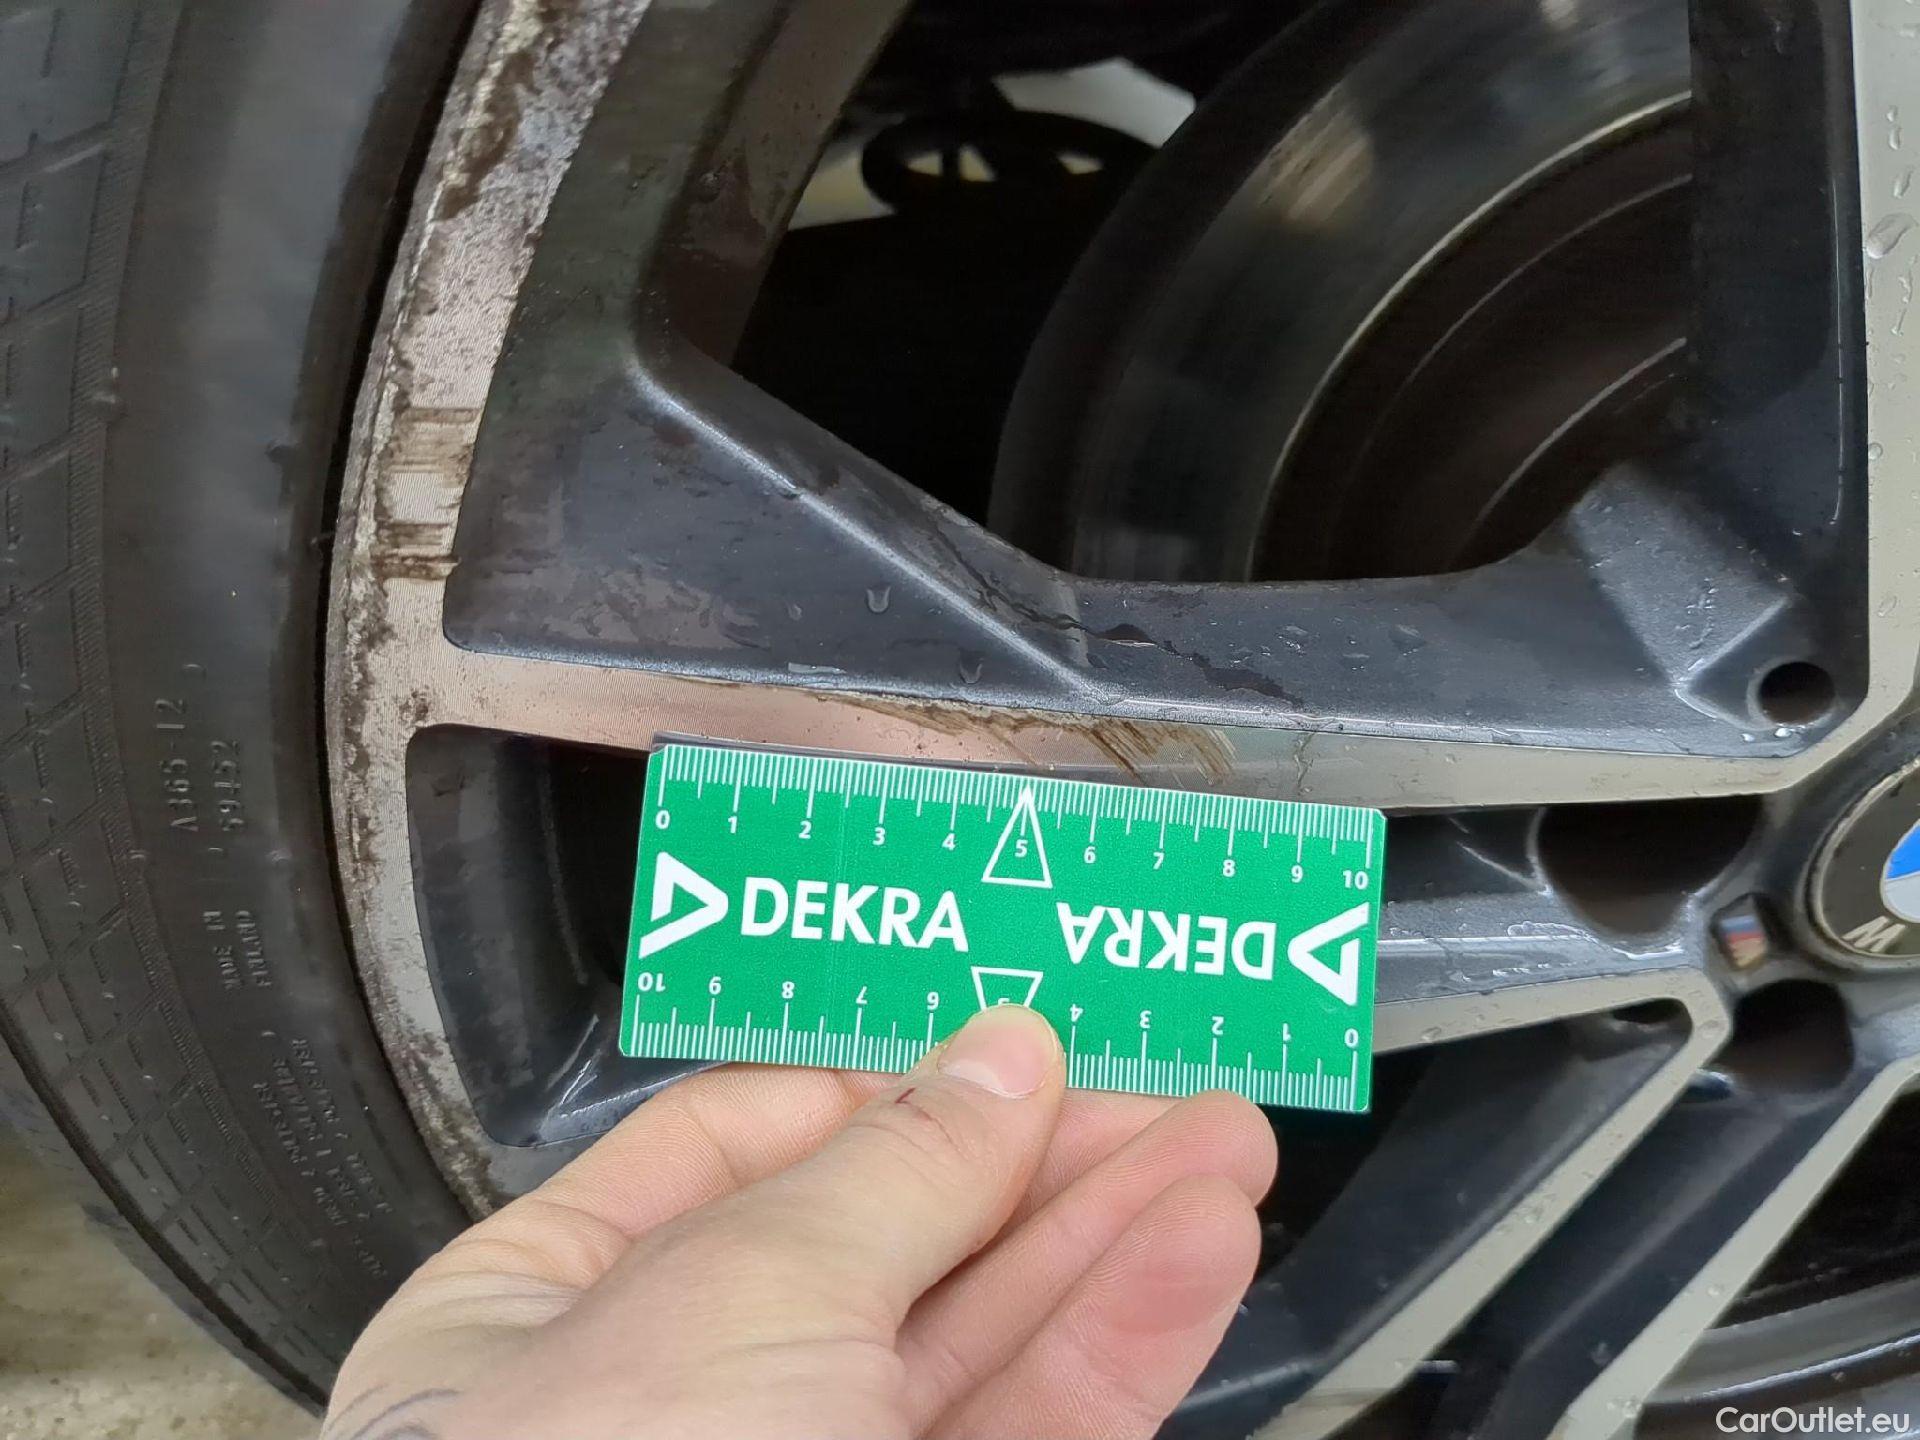 A365-12
59452
MADE IN
FINLAND
0 1 2 3 4 5 6 7 8 9 10
DEKRA
DEKRA
10 9 8 7 6 5 4 3 2 1 0
M
CarOutlet.eu